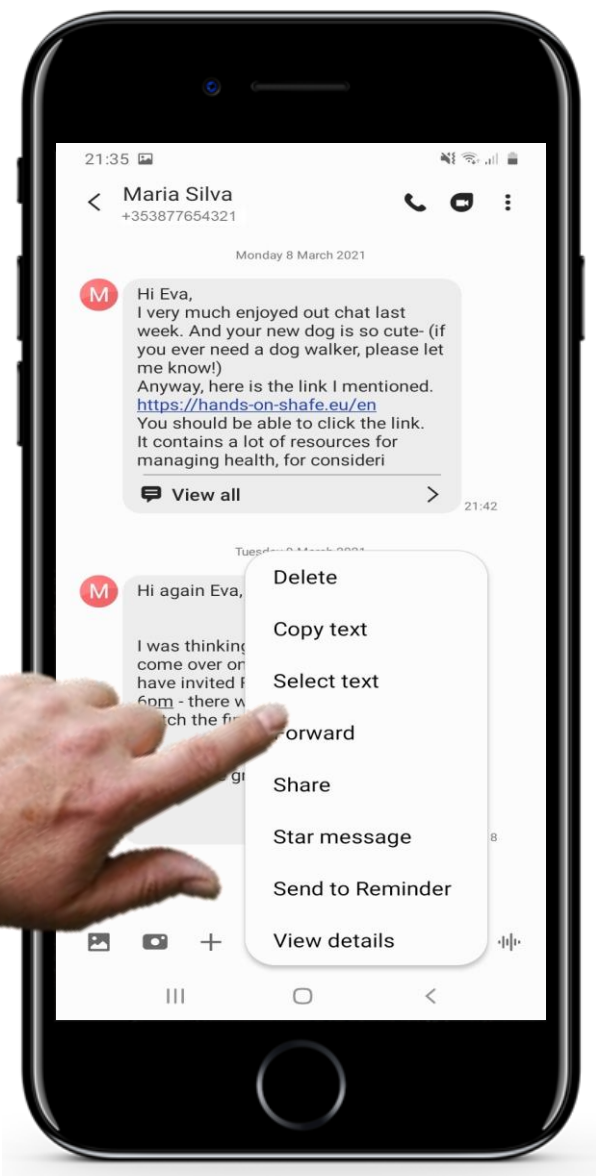 21:35
Maria Silva
+353877654321
Monday 8 March 2021
M
Hi Eva,
I very much enjoyed out chat last
week. And your new dog is so cute- (if
you ever need a dog walker, please let
me know!)
Anyway, here is the link I mentioned.
https://hands-on-shafe.eu/en
You should be able to click the link.
It contains a lot of resources for
managing health, for consideri
View all
21:42
M
Hi again Eva,
I was thinking
come over on
have invited
6pm - there
the
Delete
Copy text
Select text
Forward
Share
Star message
Send to Reminder
View details
8